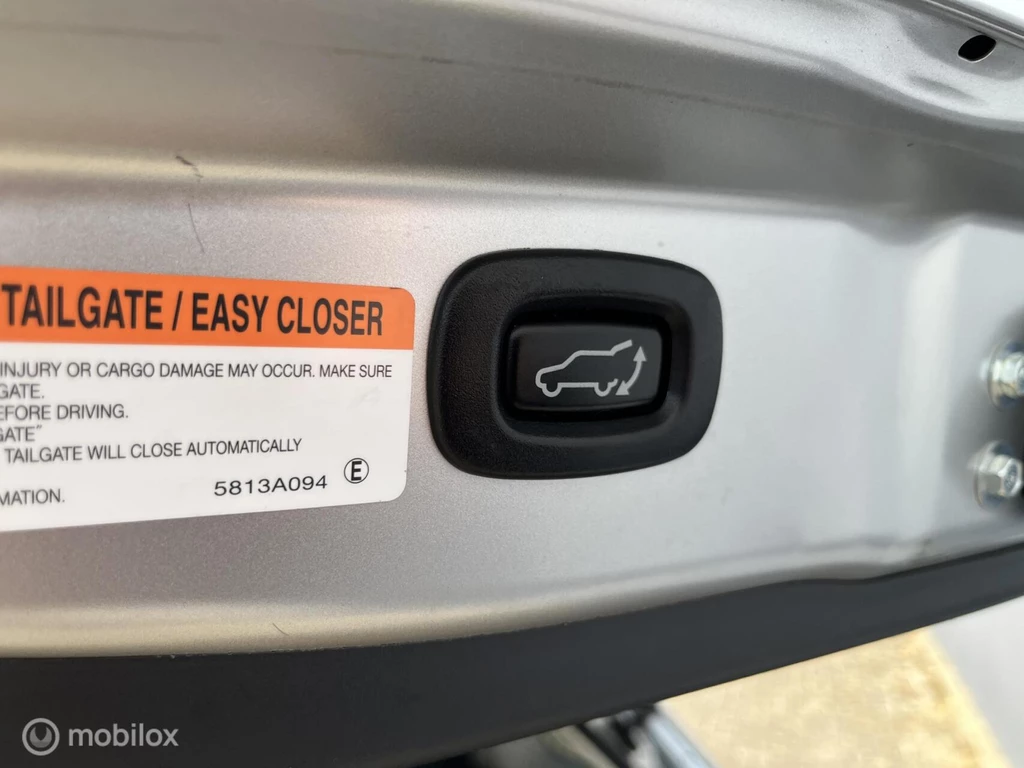 TAILGATE / EASY CLOSER
INJURY OR CARGO DAMAGE MAY OCCUR. MAKE SURE
GATE.
BEFORE DRIVING.
GATE"
TAILGATE WILL CLOSE AUTOMATICALLY
MATION.
5813A094 E
mobilox